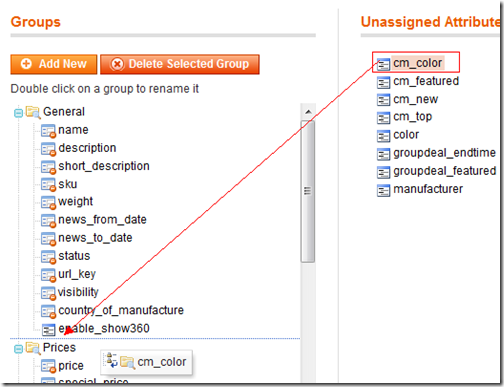 Groups
Add New
Delete Selected Group
Double click on a group to rename it
General
name
description
short_description
sku
weight
news_from_date
news_to_date
status
url_key
visibility
country_of_manufacture
enable_show360
Prices
price
special_price
cm_color
Unassigned Attribute
cm_color
cm_featured
cm_new
cm_top
color
groupdeal_endtime
groupdeal_featured
manufacturer